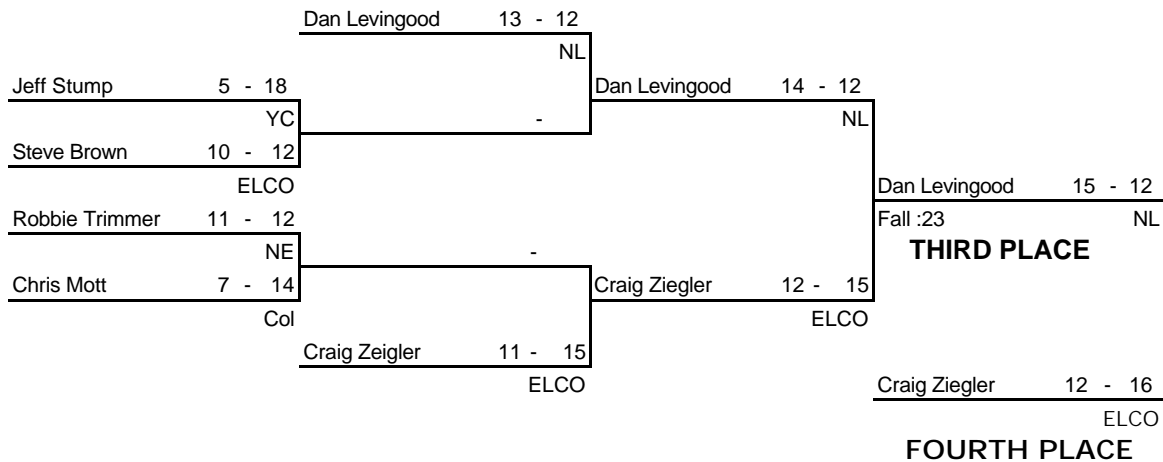 Dan Levingood 13 - 12
NL
Jeff Stump 5 - 18
Dan Levingood 14 - 12
YC
-
NL
Steve Brown 10 - 12
ELCO
Dan Levingood 15 - 12
Robbie Trimmer 11 - 12
Fall :23 NL
NE
-
THIRD PLACE
Chris Mott 7 - 14
Craig Ziegler 12 - 15
Col
ELCO
Craig Zeigler 11 - 15
ELCO
Craig Ziegler 12 - 16
ELCO
FOURTH PLACE